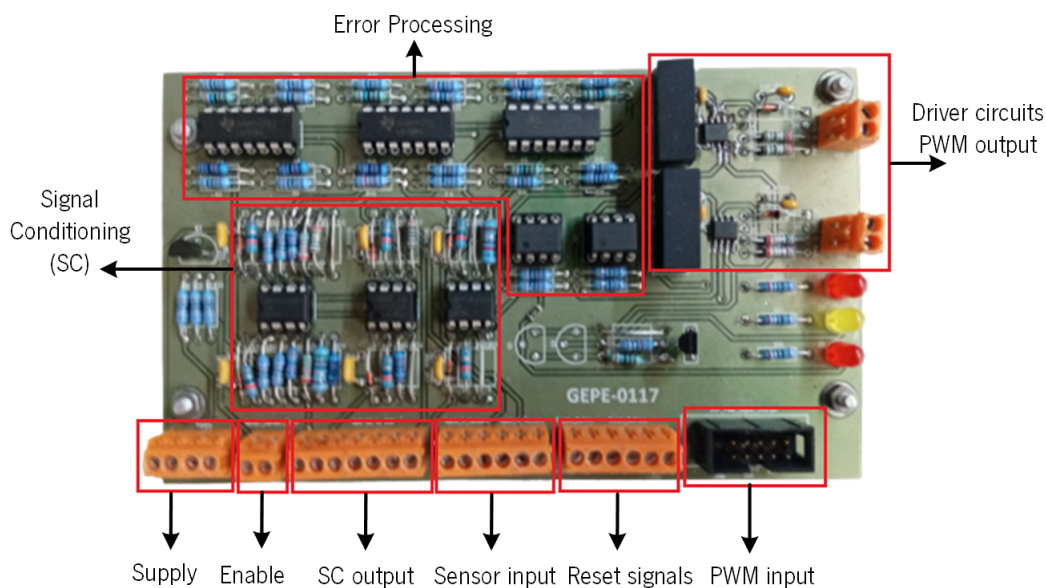 Error Processing
Driver circuits
PWM output
Signal
Conditioning
(SC)
GEPE-0117
Supply
Enable
SC output
Sensor input
Reset signals
PWM input